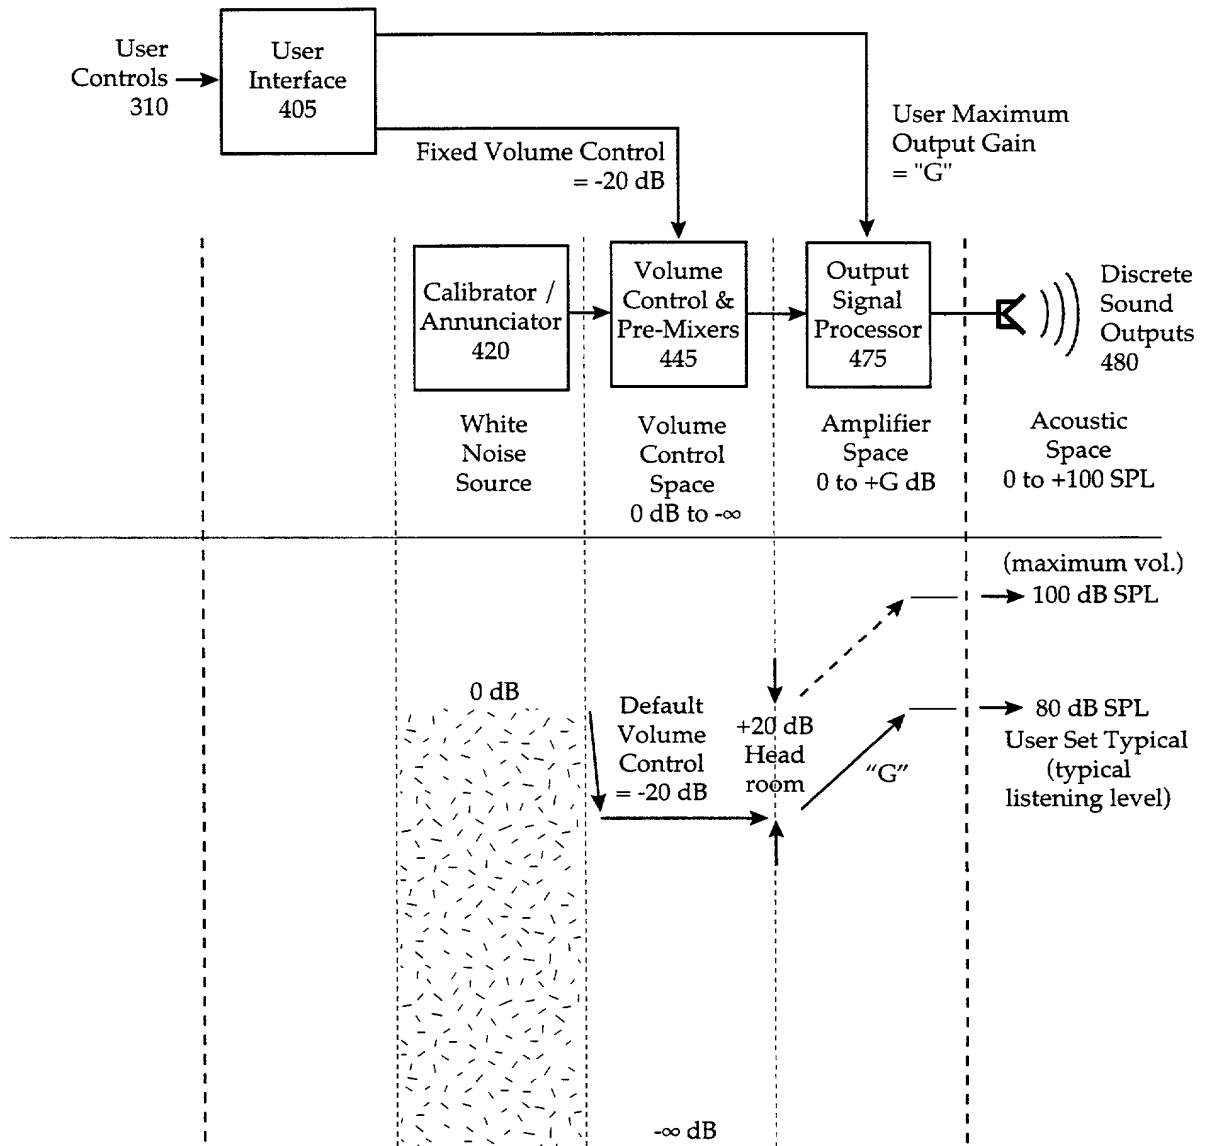 User
Controls
310
User
Interface
405
Fixed Volume Control
= -20 dB
User Maximum
Output Gain
= "G"
Calibrator /
Annunciator
420
Volume
Control &
Pre-Mixers
445
Output
Signal
Processor
475
Discrete
Sound
Outputs
480
White
Noise
Source
Volume
Control
Space
0 dB to -∞
Amplifier
Space
0 to +G dB
Acoustic
Space
0 to +100 SPL
(maximum vol.)
100 dB SPL
0 dB
Default
Volume
Control
= -20 dB
+20 dB
Head
room
“G”
80 dB SPL
User Set Typical
(typical
listening level)
-∞ dB